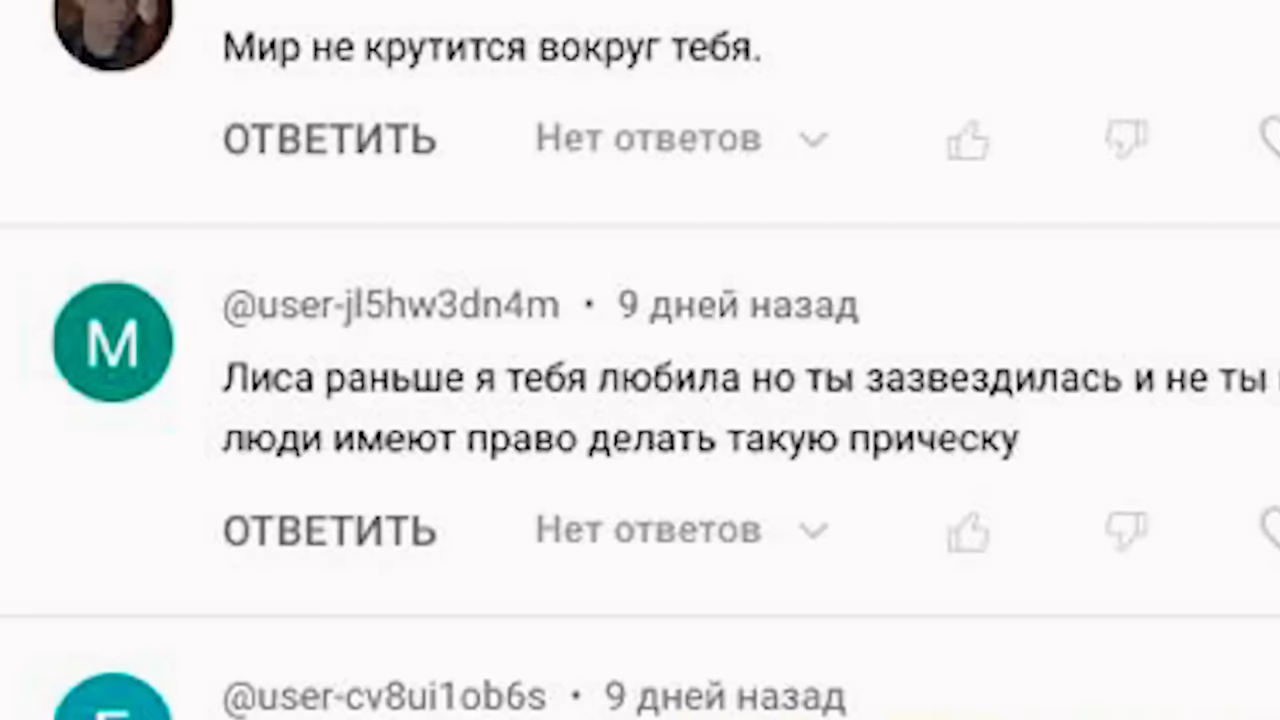 Мир не крутится вокруг тебя.
ОТВЕТИТЬ Нет ответов
М
@user-jl5hw3dn4m • 9 дней назад
Лиса раньше я тебя любила но ты зазвездилась и не ты
люди имеют право делать такую прическу
ОТВЕТИТЬ Нет ответов
@user-cv8ui1ob6s • 9 дней назад